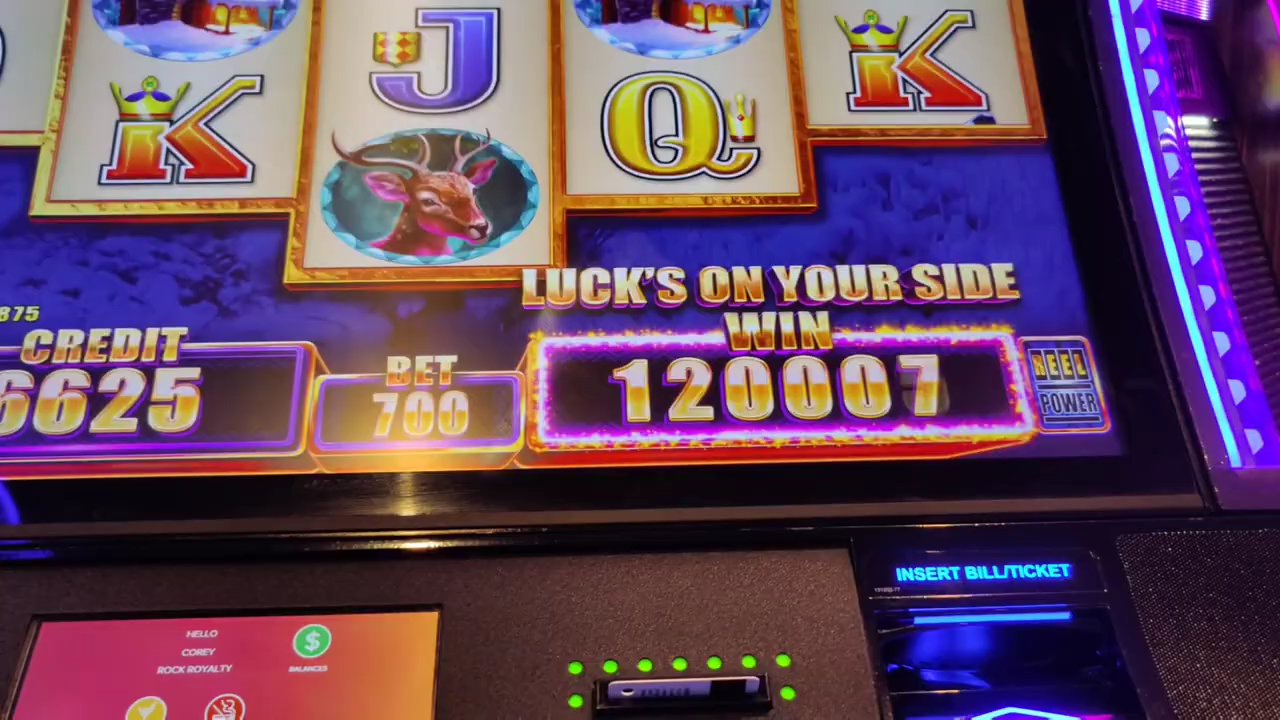 K
J
Q
K
LUCK'S ON YOUR SIDE
WIN
120007
875
CREDIT
6625
BET
700
REEL
POWER
INSERT BILL/TICKET
HELLO
COREY
ROCK ROYALTY
BALANCES
$